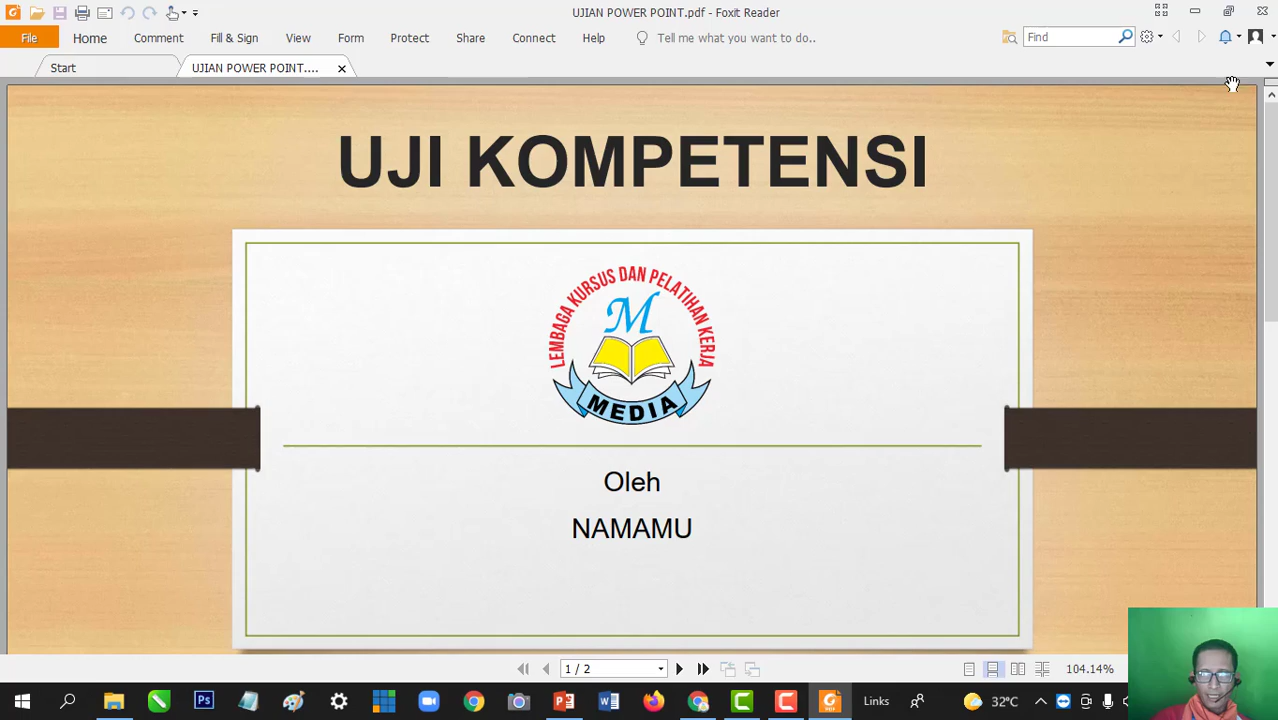 UJIAN POWER POINT.pdf - Foxit Reader
File Home Comment Fill & Sign View Form Protect Share Connect Help Tell me what you want to do.. Find
Start UJIAN POWER POINT....
UJI KOMPETENSI
LEMBAGA KURSUS DAN PELATIHAN KERJA
M
MEDIA
Oleh
NAMAMU
1 / 2 104.14%
Ps Links 32°C